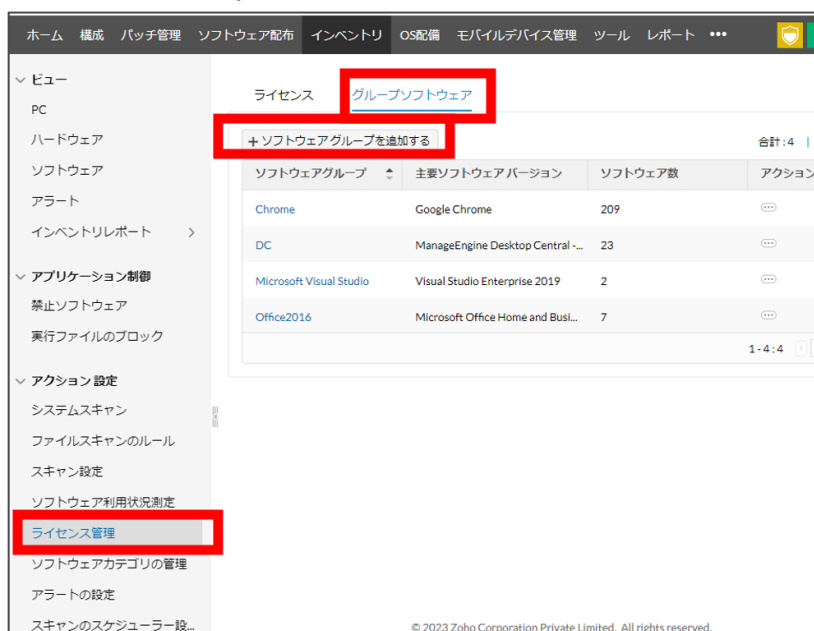 ホーム 構成 パッチ管理 ソフトウェア配布 インベントリ OS配備 モバイルデバイス管理 ツール レポート •••
ビュー
PC
ハードウェア
ソフトウェア
アラート
インベントリレポート
アプリケーション制御
禁止ソフトウェア
実行ファイルのブロック
アクション設定
システムスキャン
ファイルスキャンのルール
スキャン設定
ソフトウェア利用状況測定
ライセンス管理
ソフトウェアカテゴリの管理
アラートの設定
スキャンのスケジューラー設...
ライセンス グループソフトウェア
+ ソフトウェアグループを追加する 合計:4
ソフトウェアグループ 主要ソフトウェアバージョン ソフトウェア数 アクション
Chrome Google Chrome 209
DC ManageEngine Desktop Central -... 23
Microsoft Visual Studio Visual Studio Enterprise 2019 2
Office2016 Microsoft Office Home and Busi... 7
1-4:4
© 2023 Zoho Corporation Private Limited. All rights reserved.